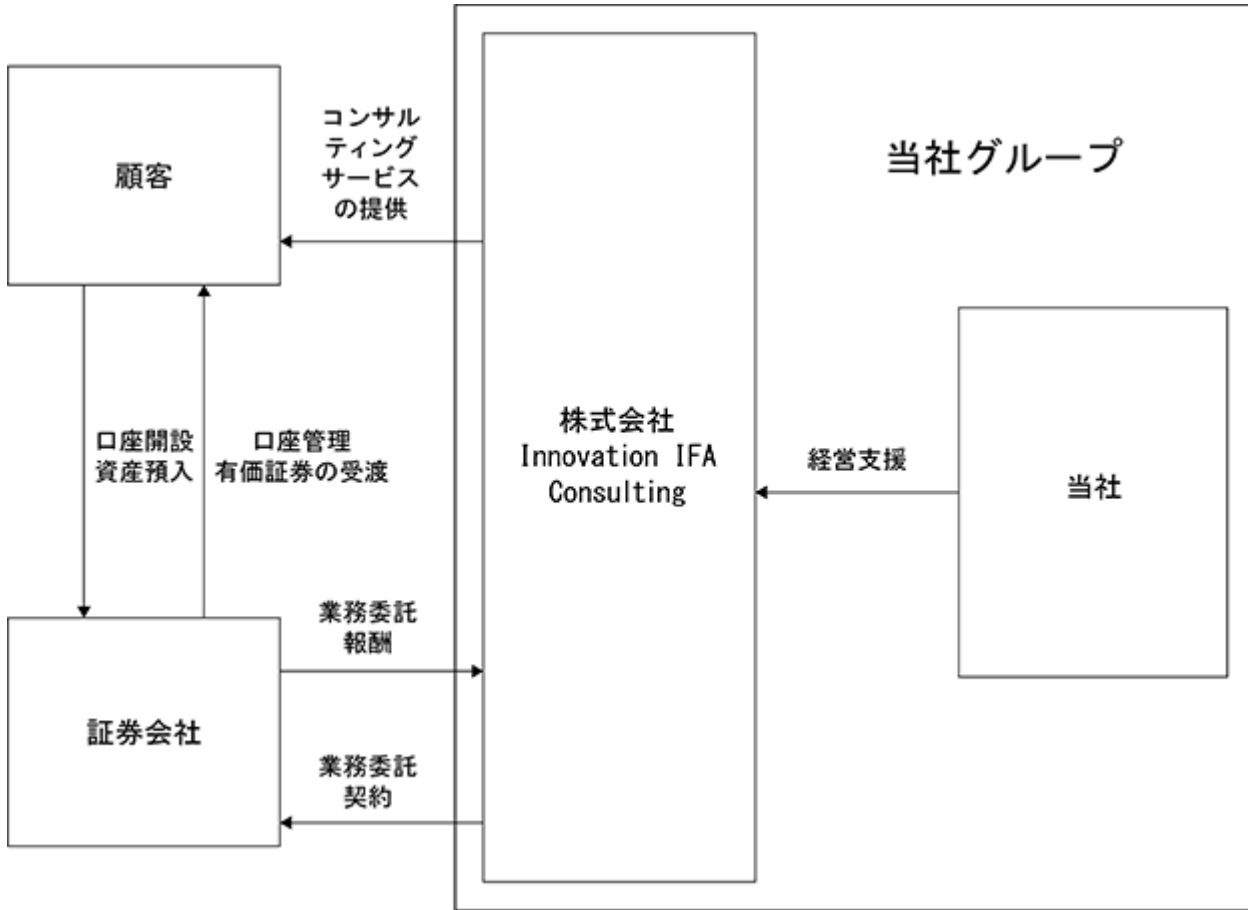 当社グループ
顧客
コンサル
ティング
サービス
の提供
口座開設
資産預入
口座管理
有価証券の受渡
株式会社
Innovation IFA
Consulting
経営支援
当社
証券会社
業務委託
報酬
業務委託
契約